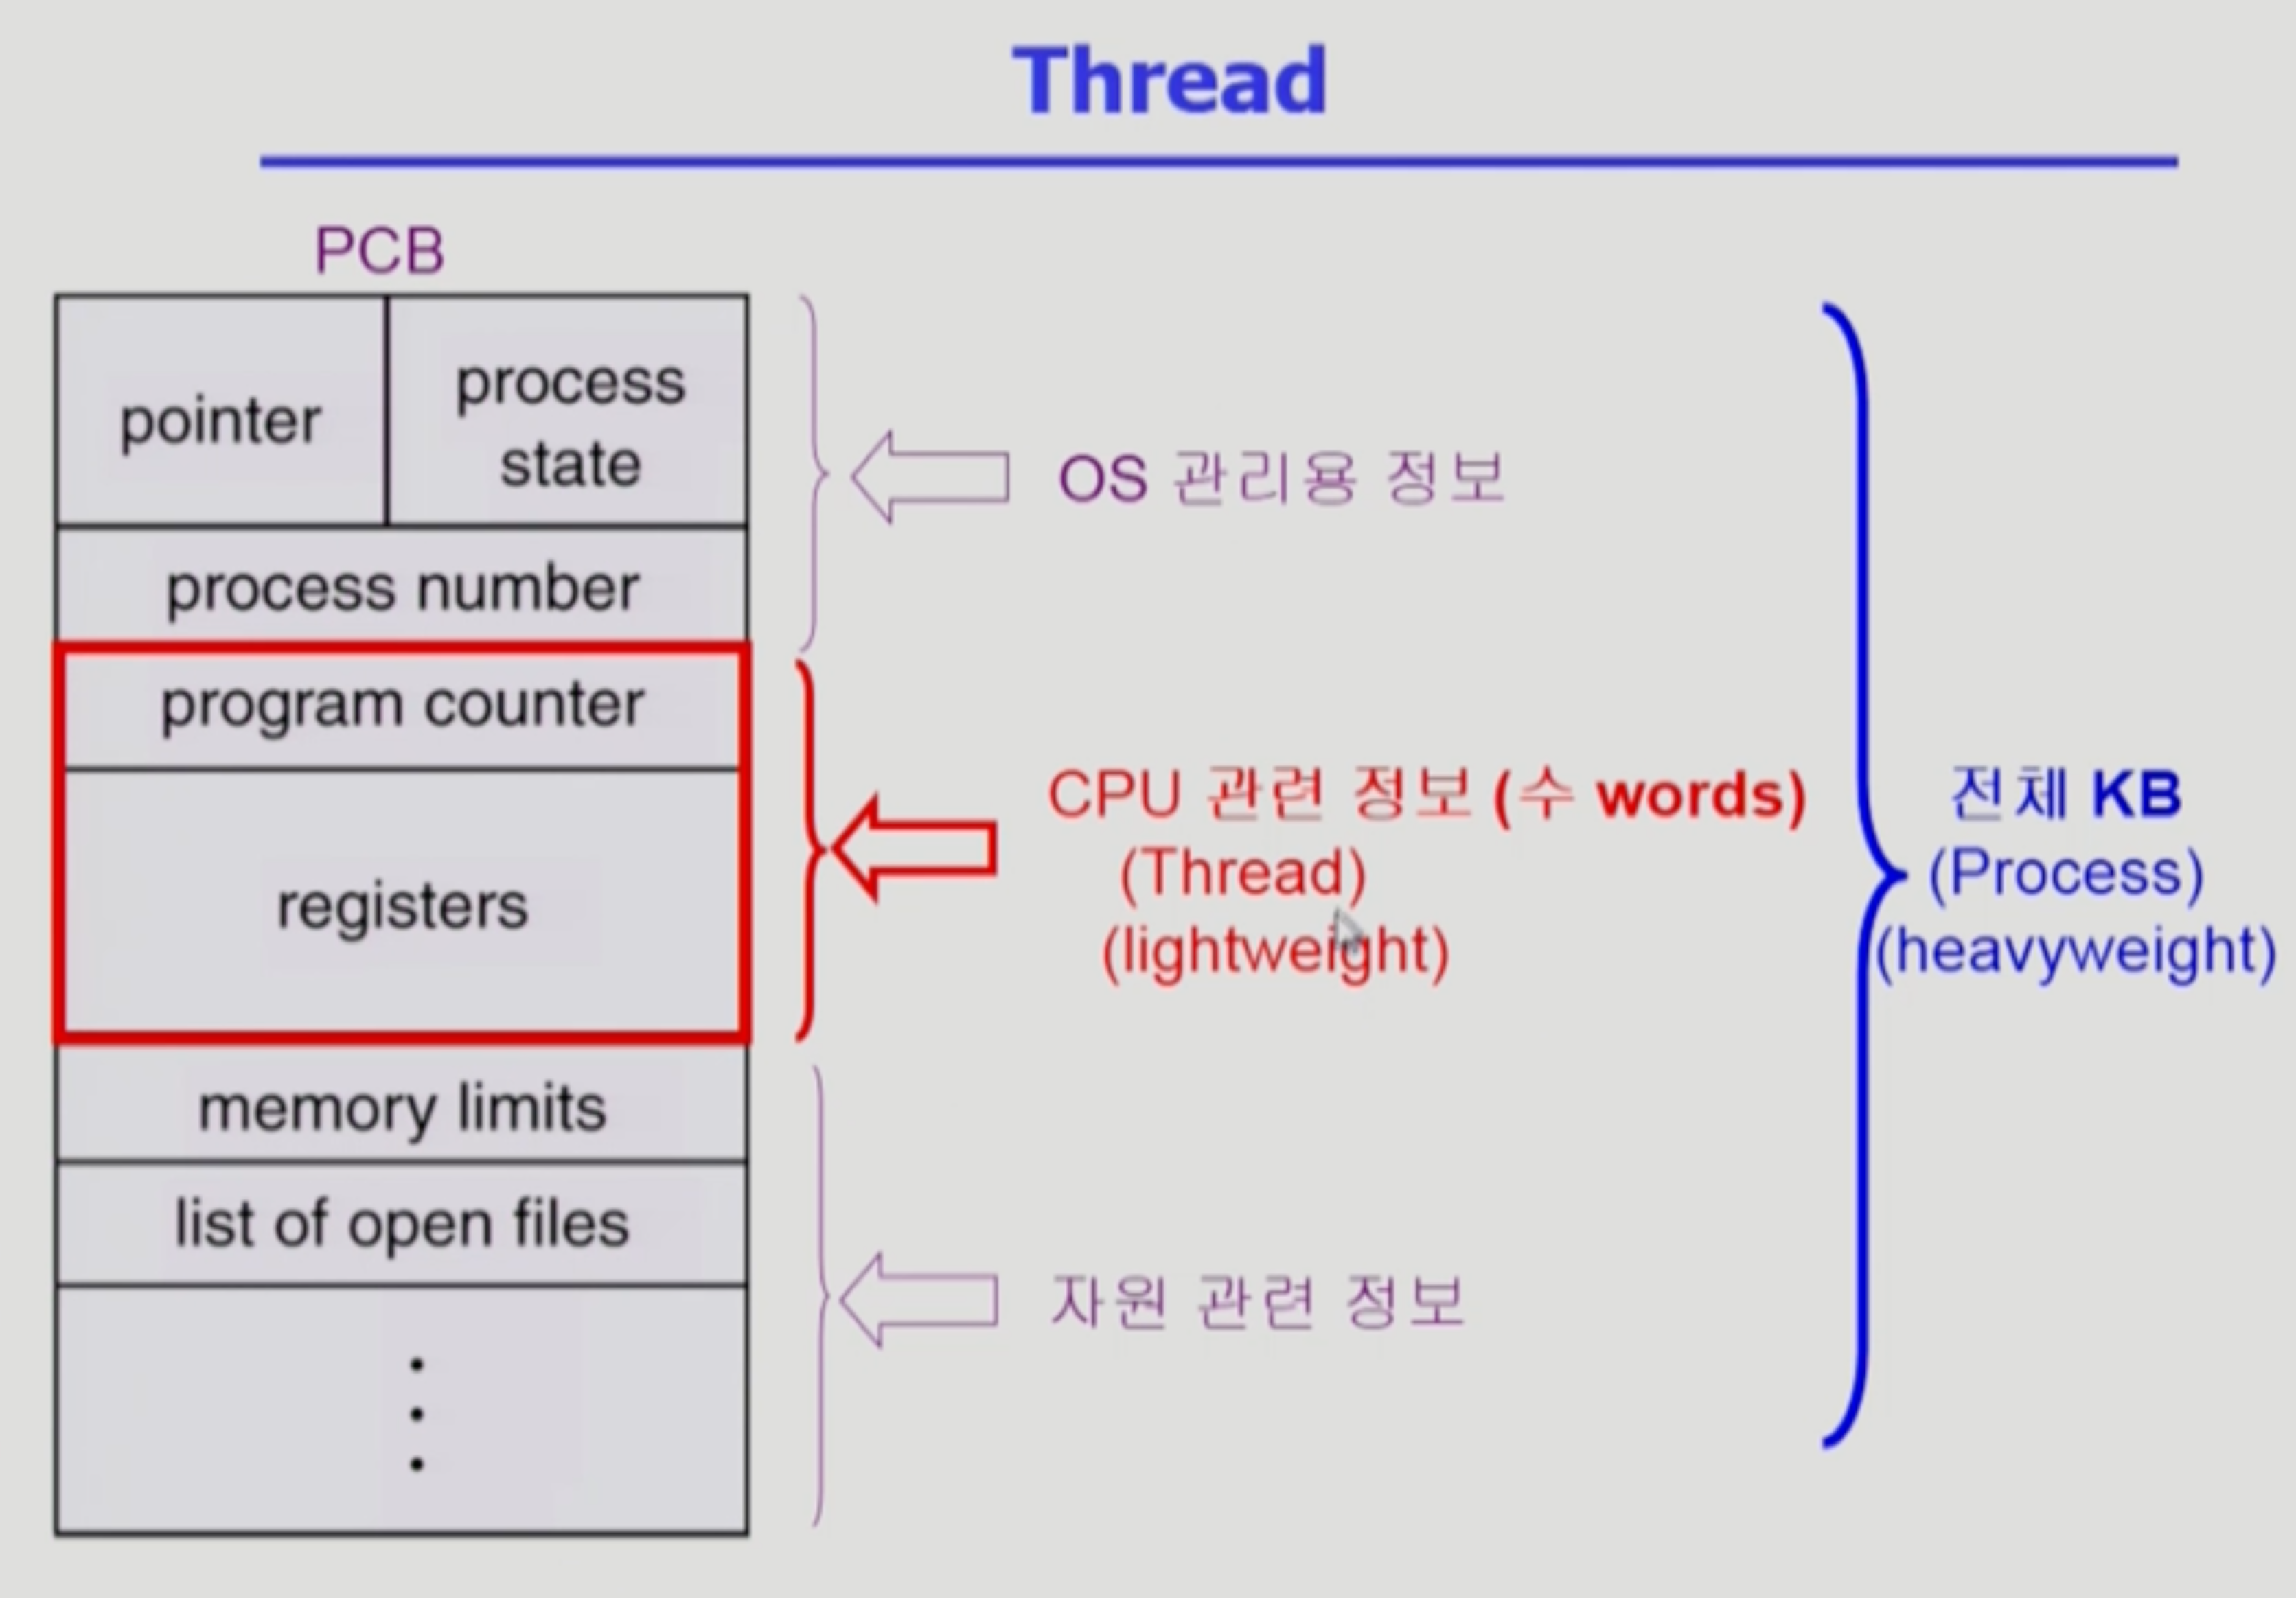 Thread
PCB
pointer
process
state
process number
program counter
registers
memory limits
list of open files
OS 관리용 정보
CPU 관련 정보 (수 words)
(Thread)
(lightweight)
자원 관련 정보
전체 KB
(Process)
(heavyweight)